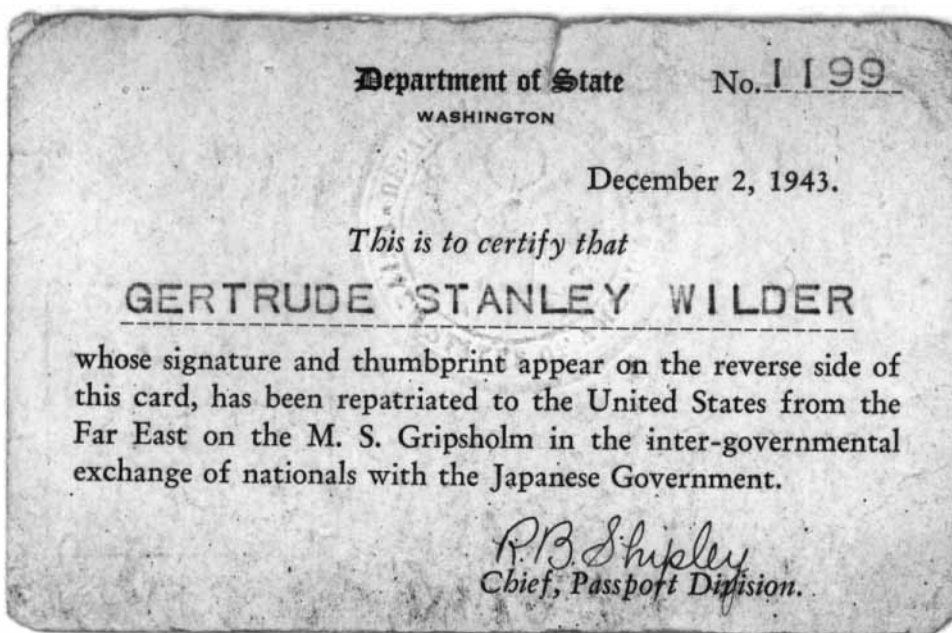 Department of State No. 1199
WASHINGTON
December 2, 1943.
This is to certify that
GERTRUDE STANLEY WILDER
whose signature and thumbprint appear on the reverse side of
this card, has been repatriated to the United States from the
Far East on the M. S. Gripsholm in the inter-governmental
exchange of nationals with the Japanese Government.
R.B. Shipley
Chief, Passport Division.